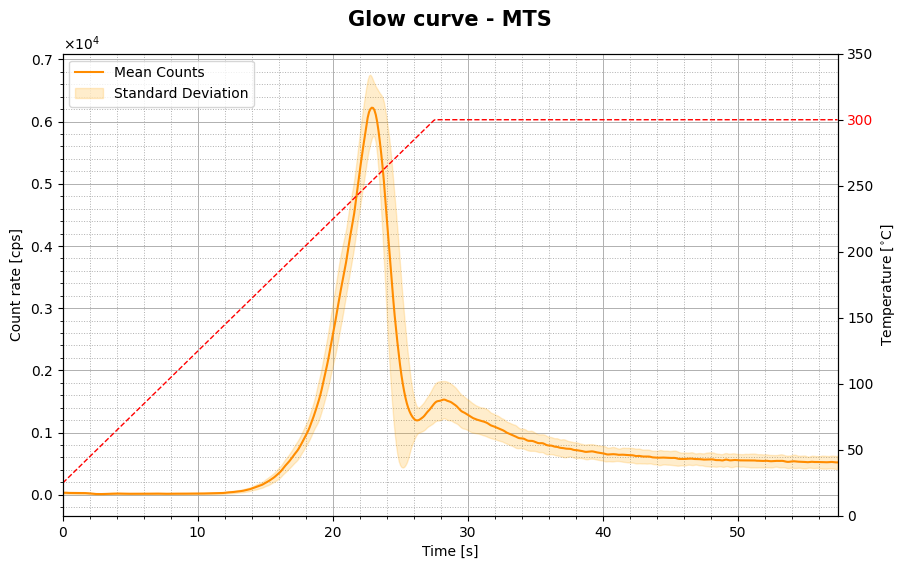 Glow curve - MTS
×10⁴
Mean Counts
Standard Deviation
0.7
0.6
0.5
0.4
0.3
0.2
0.1
0.0
Count rate [cps]
350
300
250
200
150
100
50
0
Temperature [°C]
0 10 20 30 40 50
Time [s]